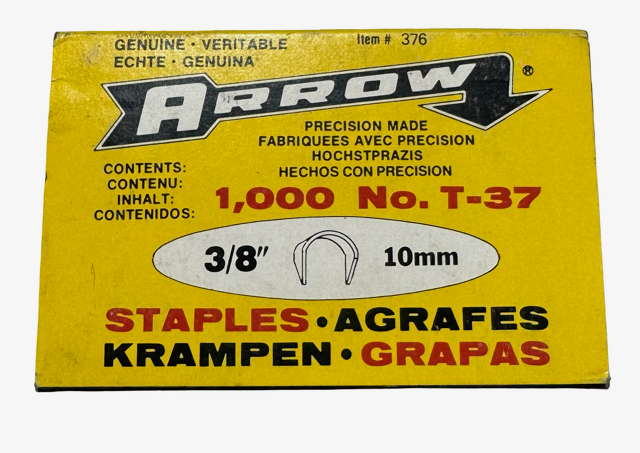 GENUINE · VERITABLE
Item # 376
ECHTE · GENUINA
ARROW ®
PRECISION MADE
FABRIQUEES AVEC PRECISION
HOCHSTPRAZIS
HECHOS CON PRECISION
CONTENTS:
CONTENU:
INHALT:
CONTENIDOS:
1,000 No. T-37
3/8" 10mm
STAPLES · AGRAFES
KRAMPEN · GRAPAS